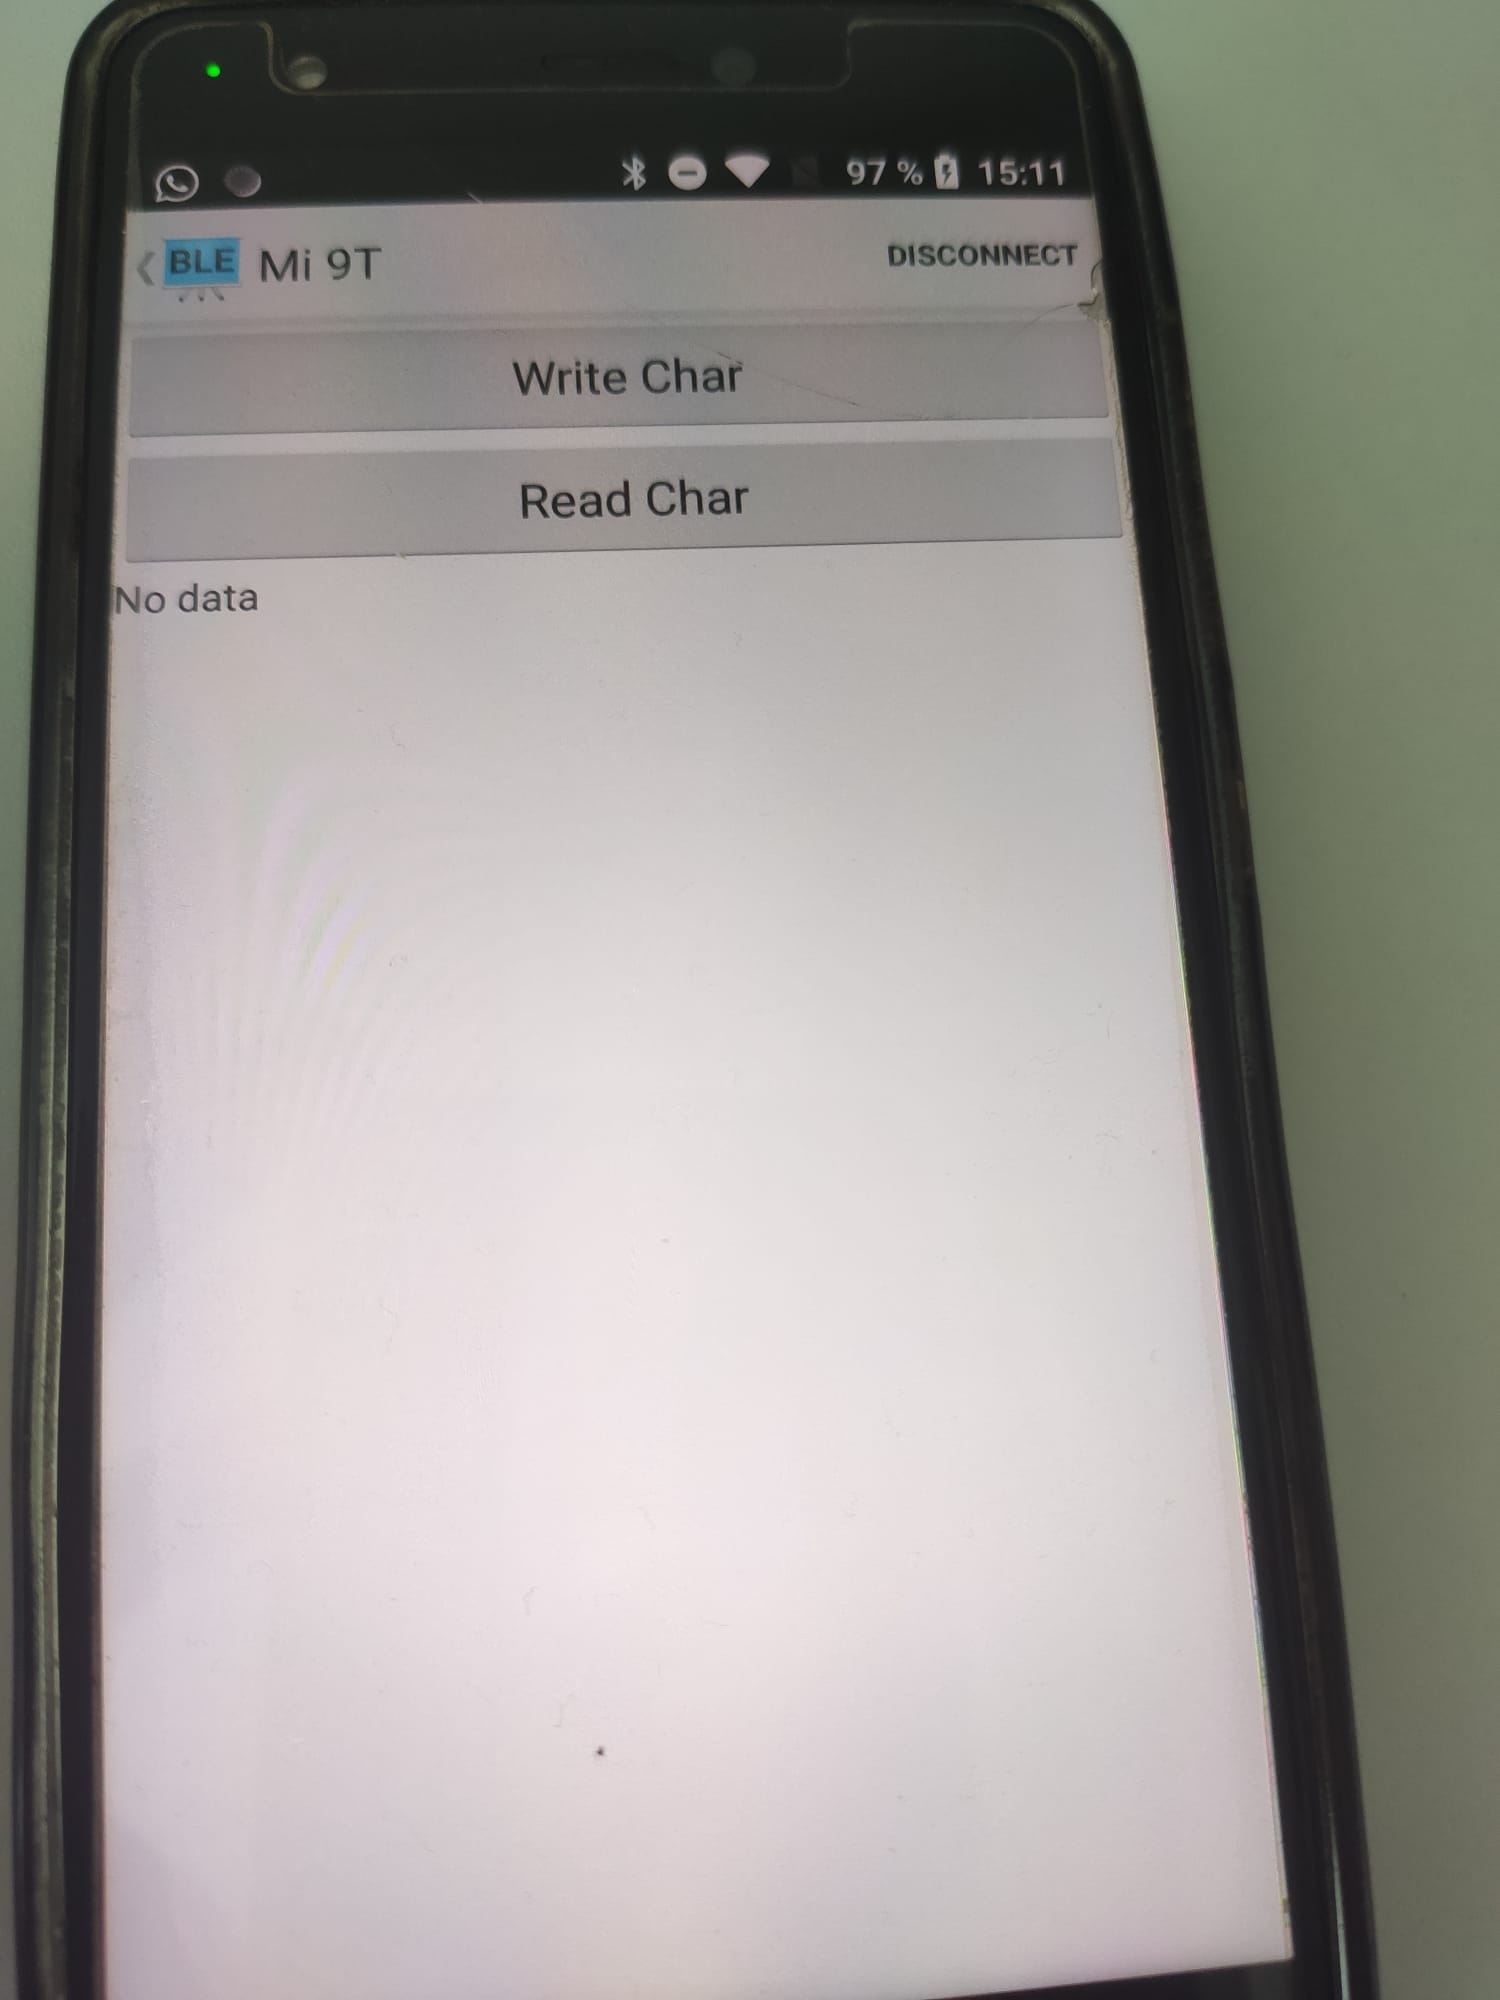 97 % 15:11
BLE Mi 9T DISCONNECT
Write Char
Read Char
No data